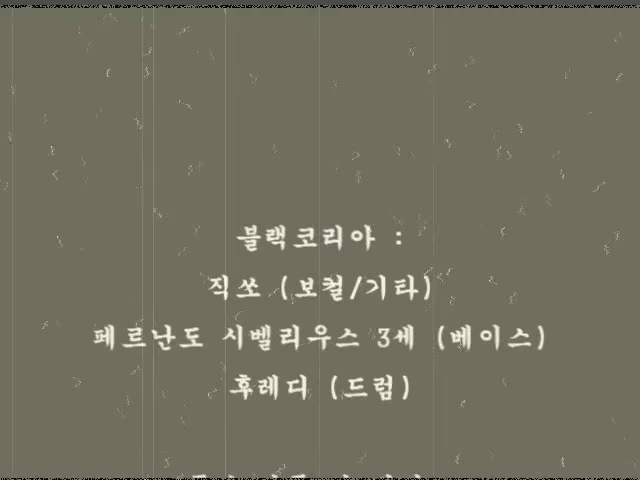 블랙코리아 :
직쏘 (보컬/기타)
페르난도 시벨리우스 3세 (베이스)
후레디 (드럼)